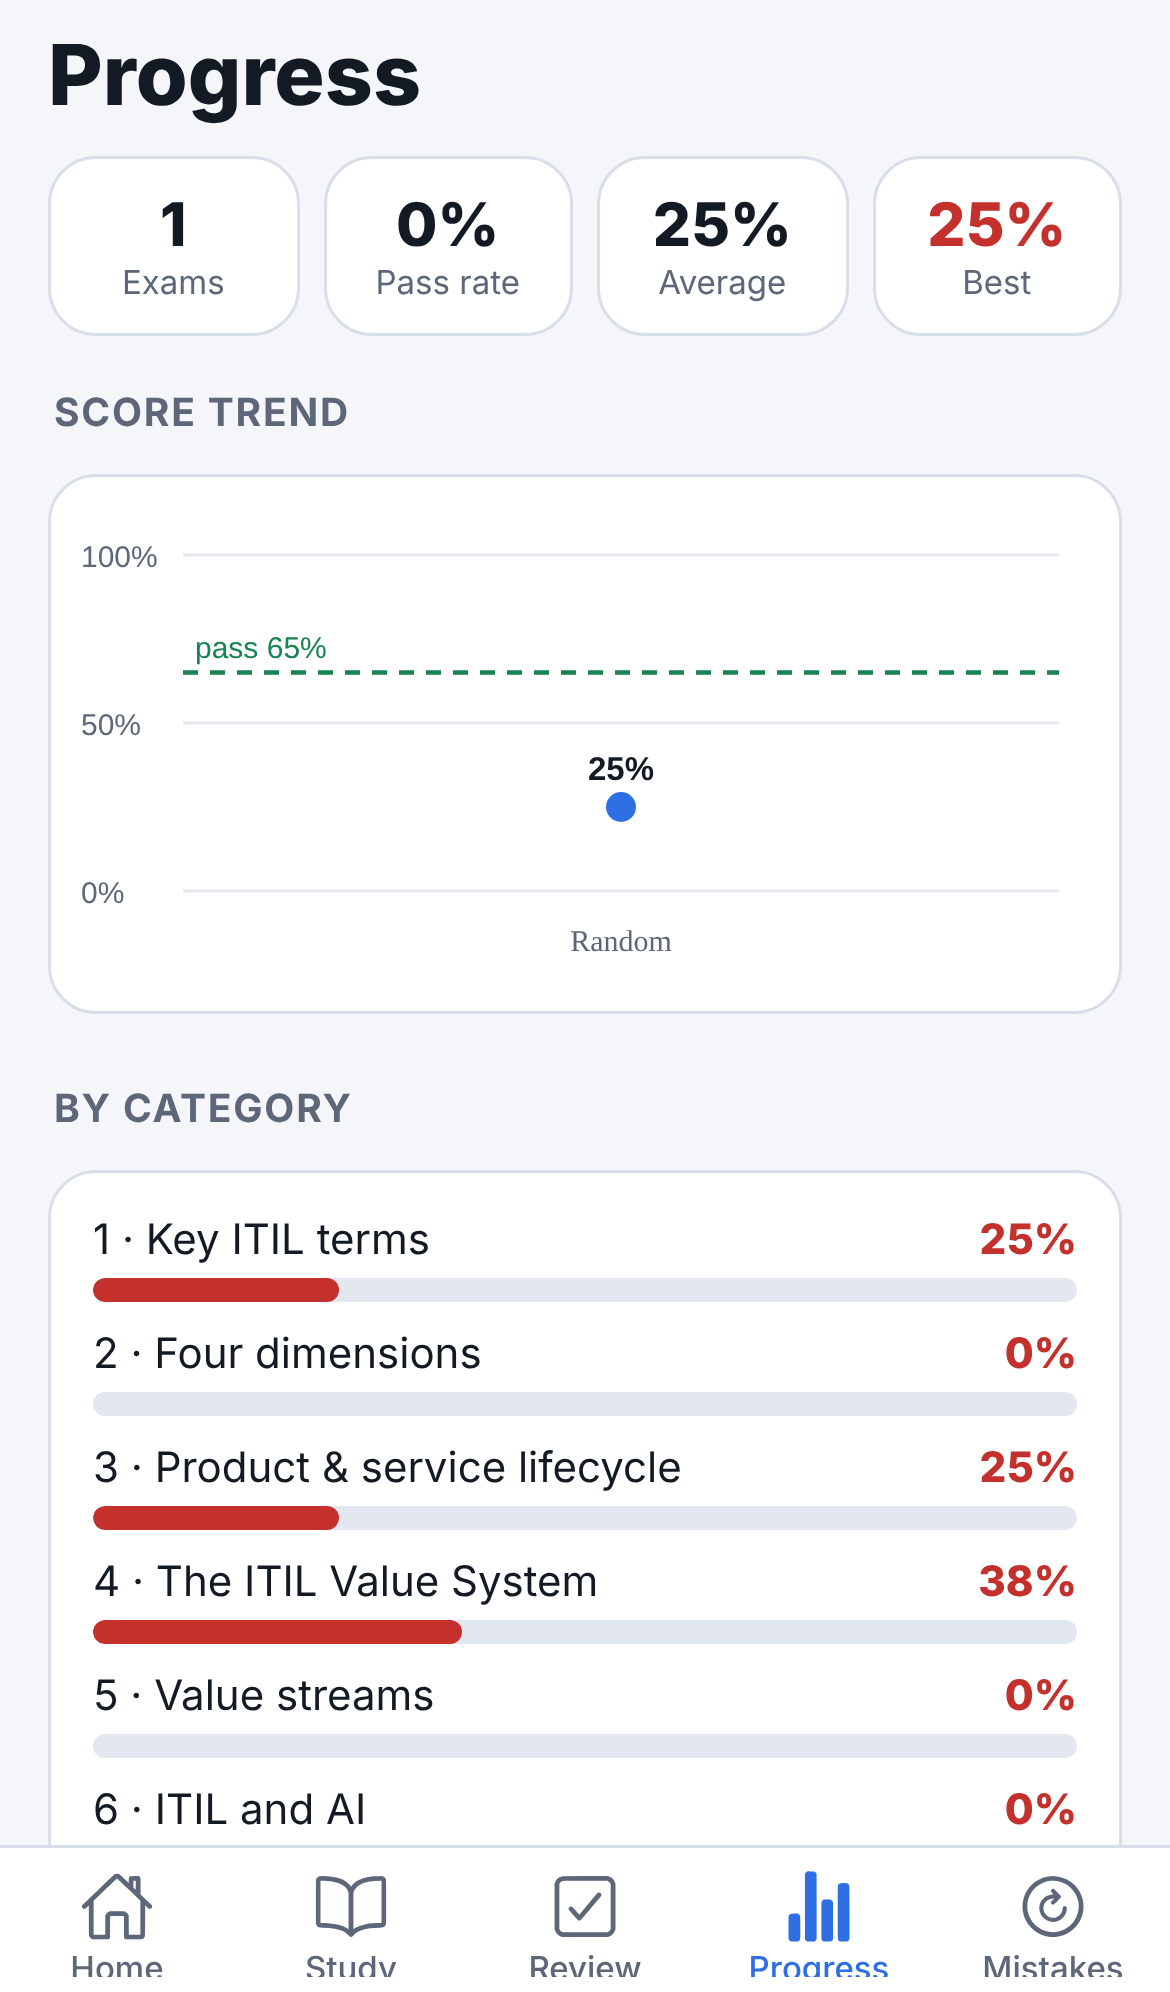 Progress
1 0% 25% 25%
Exams Pass rate Average Best
SCORE TREND
100%
pass 65%
50%
25%
0%
Random
BY CATEGORY
1 · Key ITIL terms 25%
2 · Four dimensions 0%
3 · Product & service lifecycle 25%
4 · The ITIL Value System 38%
5 · Value streams 0%
6 · ITIL and AI 0%
Home Study Review Progress Mistakes